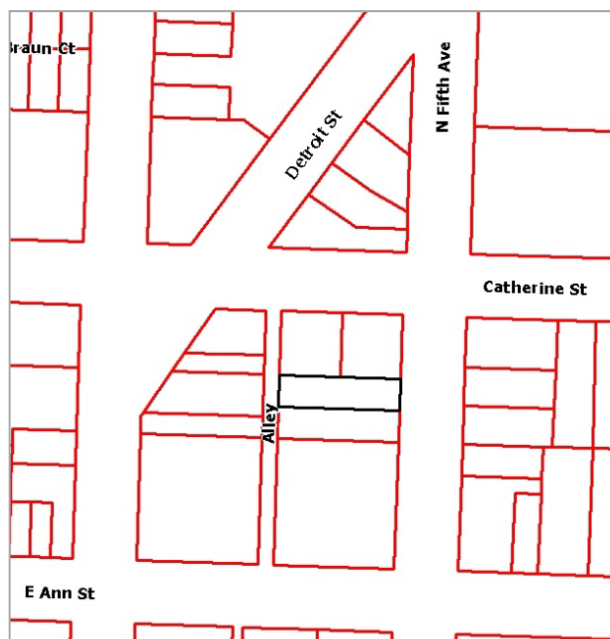 Braun Ct
N Fifth Ave
Detroit St
Catherine St
Alley
E Ann St